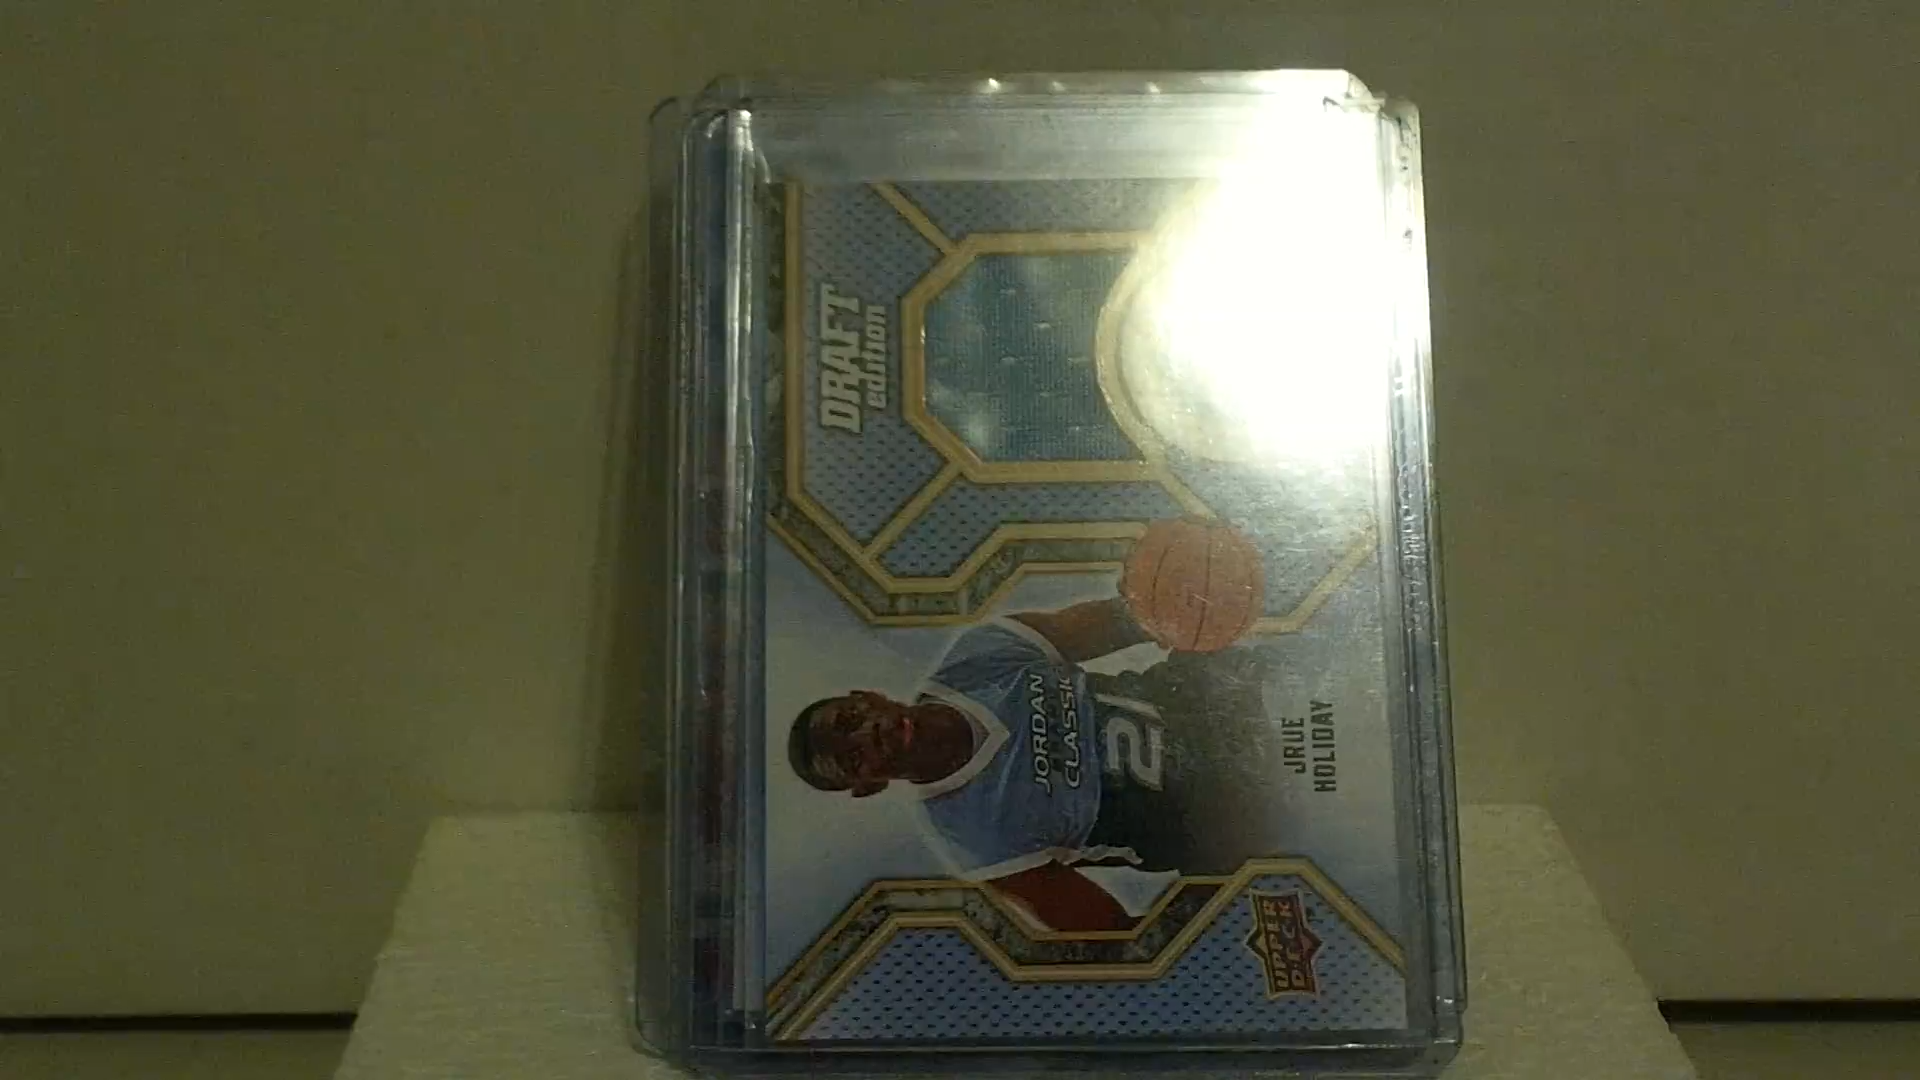 DRAFT
edition
JORDAN
CLASSIC
21
JRUE
HOLIDAY
UPPER
DECK